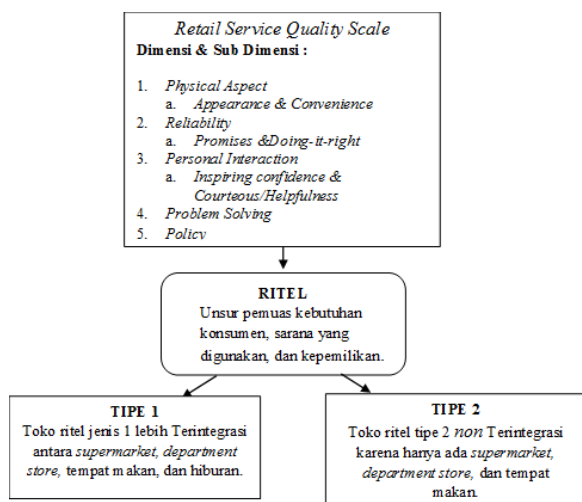 Retail Service Quality Scale
Dimensi & Sub Dimensi :
1. Physical Aspect
a. Appearance & Convenience
2. Reliability
a. Promises &Doing-it-right
3. Personal Interaction
a. Inspiring confidence &
Courteous/Helpfulness
4. Problem Solving
5. Policy
RITEL
Unsur pemuas kebutuhan
konsumen, sarana yang
digunakan, dan kepemilikan.
TIPE 1
Toko ritel jenis 1 lebih Terintegrasi
antara supermarket, department
store, tempat makan, dan hiburan.
TIPE 2
Toko ritel tipe 2 non Terintegrasi
karena hanya ada supermarket,
department store, dan tempat
makan.